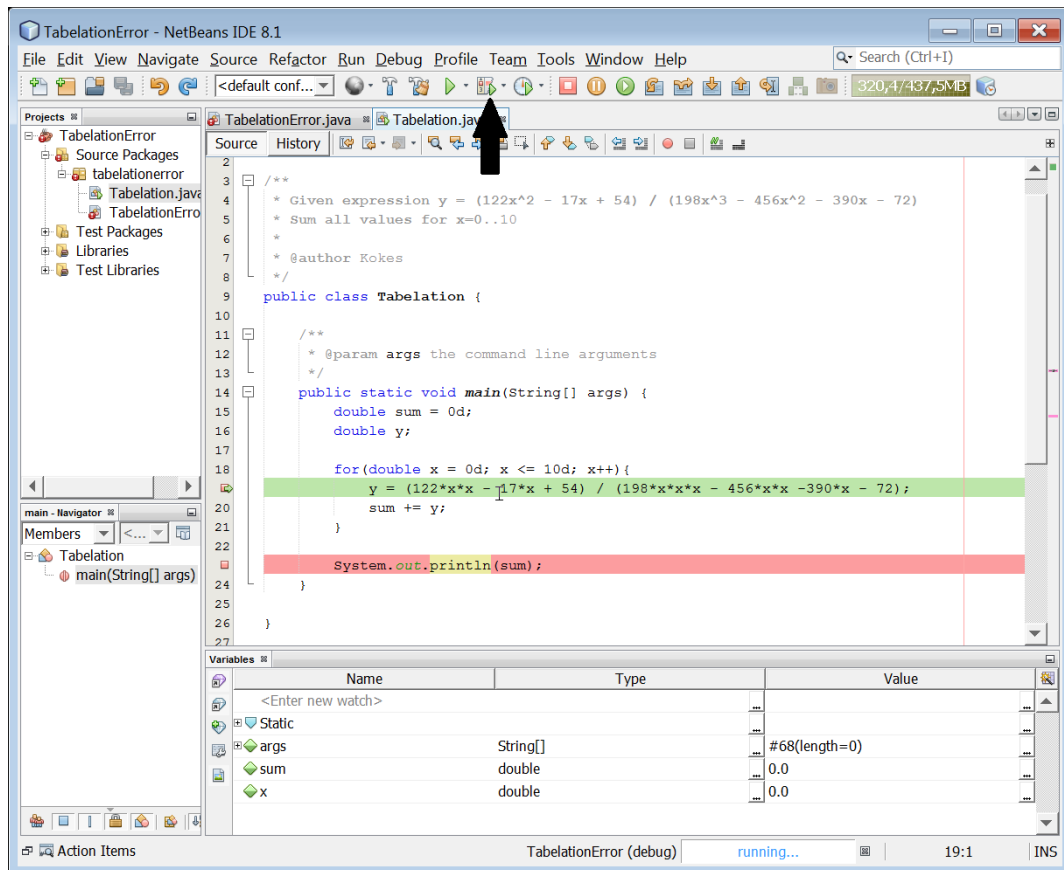 TabelationError - NetBeans IDE 8.1
File Edit View Navigate Source Refactor Run Debug Profile Team Tools Window Help
Search (Ctrl+I)
<default conf...
320,4/437,5MB
Projects
TabelationError
Source Packages
tabelationerror
Tabelation.java
TabelationErro
Test Packages
Libraries
Test Libraries
TabelationError.java Tabelation.jav
Source History
2
3 /**
4 * Given expression y = (122x^2 - 17x + 54) / (198x^3 - 456x^2 - 390x - 72)
5 * Sum all values for x=0..10
6 *
7 * @author Kokes
8 */
9 public class Tabelation {
10
11 /**
12 * @param args the command line arguments
13 */
14 public static void main(String[] args) {
15 double sum = 0d;
16 double y;
17
18 for(double x = 0d; x <= 10d; x++){
y = (122*x*x - 17*x + 54) / (198*x*x*x - 456*x*x -390*x - 72);
20 sum += y;
21 }
22
System.out.println(sum);
24 }
25
26 }
27
main - Navigator
Members <...
Tabelation
main(String[] args)
Variables
Name Type Value
<Enter new watch> ...
Static ...
args String[] ... #68(length=0) ...
sum double ... 0.0 ...
x double ... 0.0 ...
Action Items
TabelationError (debug) running... 19:1 INS